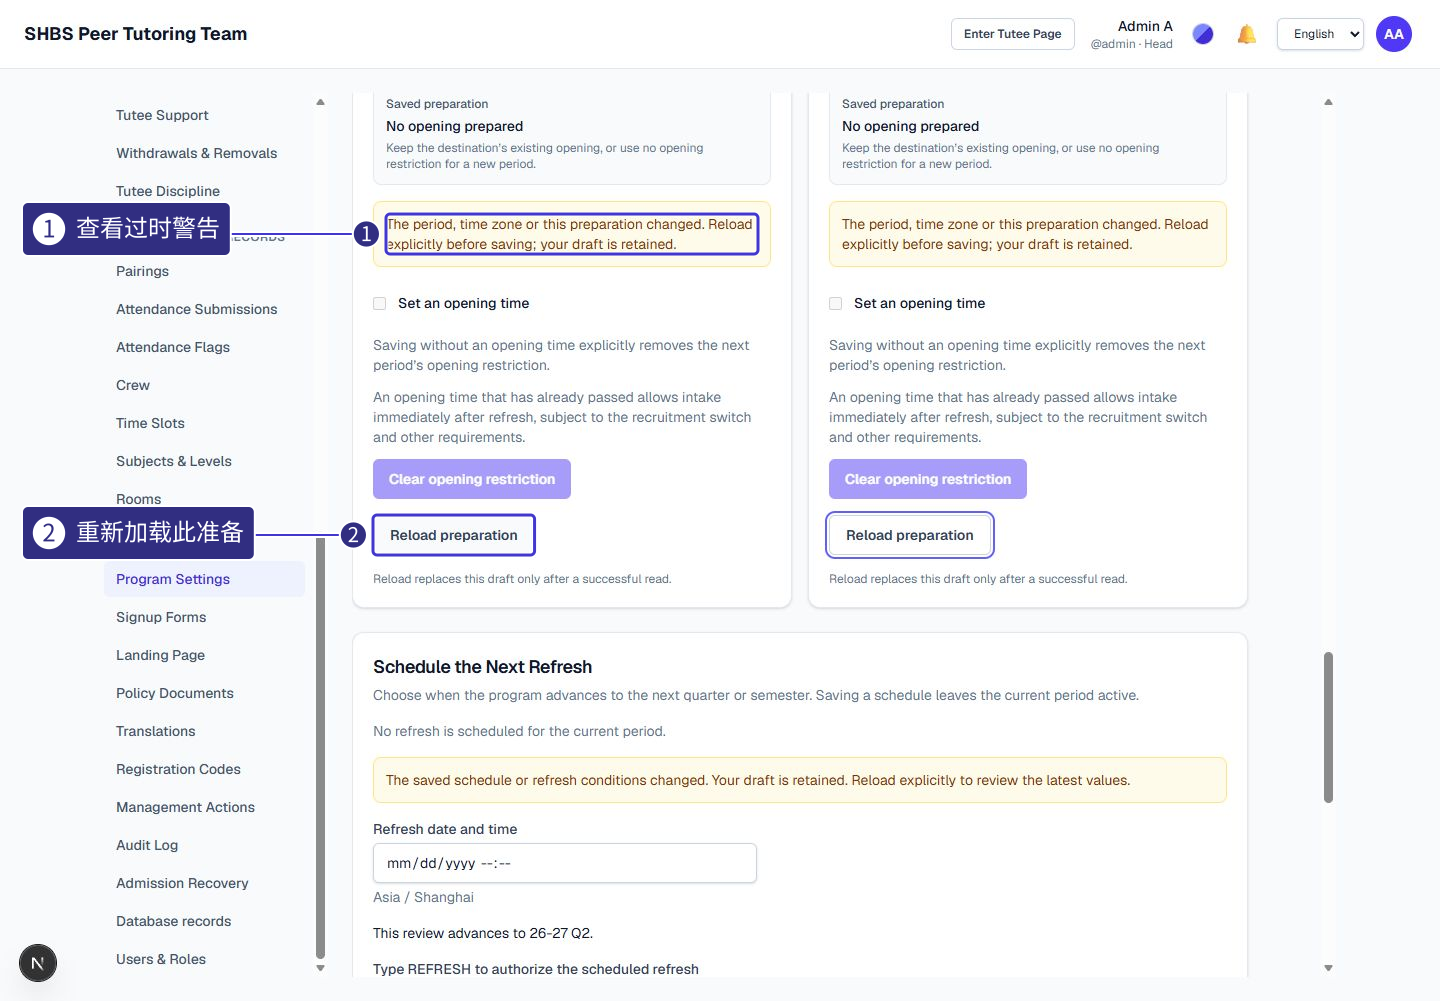 SHBS Peer Tutoring Team
Enter Tutee Page
Admin A
@admin · Head
English
AA
Tutee Support
Withdrawals & Removals
Tutee Discipline
1 查看过时警告
Pairings
Attendance Submissions
Attendance Flags
Crew
Time Slots
Subjects & Levels
Rooms
2 重新加载此准备
Program Settings
Signup Forms
Landing Page
Policy Documents
Translations
Registration Codes
Management Actions
Audit Log
Admission Recovery
Database records
Users & Roles
N
Saved preparation
No opening prepared
Keep the destination's existing opening, or use no opening
restriction for a new period.
1
The period, time zone or this preparation changed. Reload
explicitly before saving; your draft is retained.
Set an opening time
Saving without an opening time explicitly removes the next
period's opening restriction.
An opening time that has already passed allows intake
immediately after refresh, subject to the recruitment switch
and other requirements.
Clear opening restriction
2
Reload preparation
Reload replaces this draft only after a successful read.
Saved preparation
No opening prepared
Keep the destination's existing opening, or use no opening
restriction for a new period.
The period, time zone or this preparation changed. Reload
explicitly before saving; your draft is retained.
Set an opening time
Saving without an opening time explicitly removes the next
period's opening restriction.
An opening time that has already passed allows intake
immediately after refresh, subject to the recruitment switch
and other requirements.
Clear opening restriction
Reload preparation
Reload replaces this draft only after a successful read.
Schedule the Next Refresh
Choose when the program advances to the next quarter or semester. Saving a schedule leaves the current period active.
No refresh is scheduled for the current period.
The saved schedule or refresh conditions changed. Your draft is retained. Reload explicitly to review the latest values.
Refresh date and time
mm/dd/yyyy --:--
Asia / Shanghai
This review advances to 26-27 Q2.
Type REFRESH to authorize the scheduled refresh